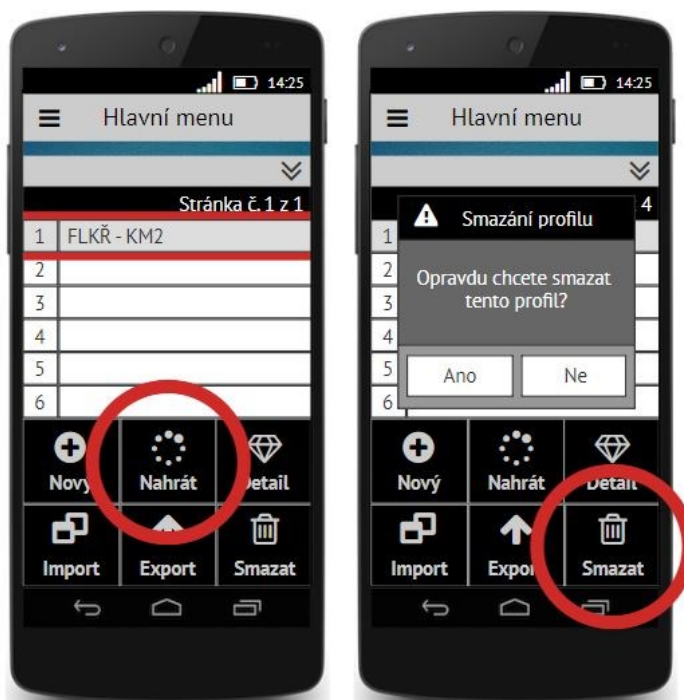 14:25
Hlavní menu
Stránka č. 1 z 1
1 FLKŘ - KM2
2
3
4
5
6
Nový Nahrát Detail
Import Export Smazat
14:25
Hlavní menu
4
1
Smazání profilu
2
Opravdu chcete smazat
3
tento profil?
4
5
Ano Ne
6
Nový Nahrát Detail
Import Export Smazat